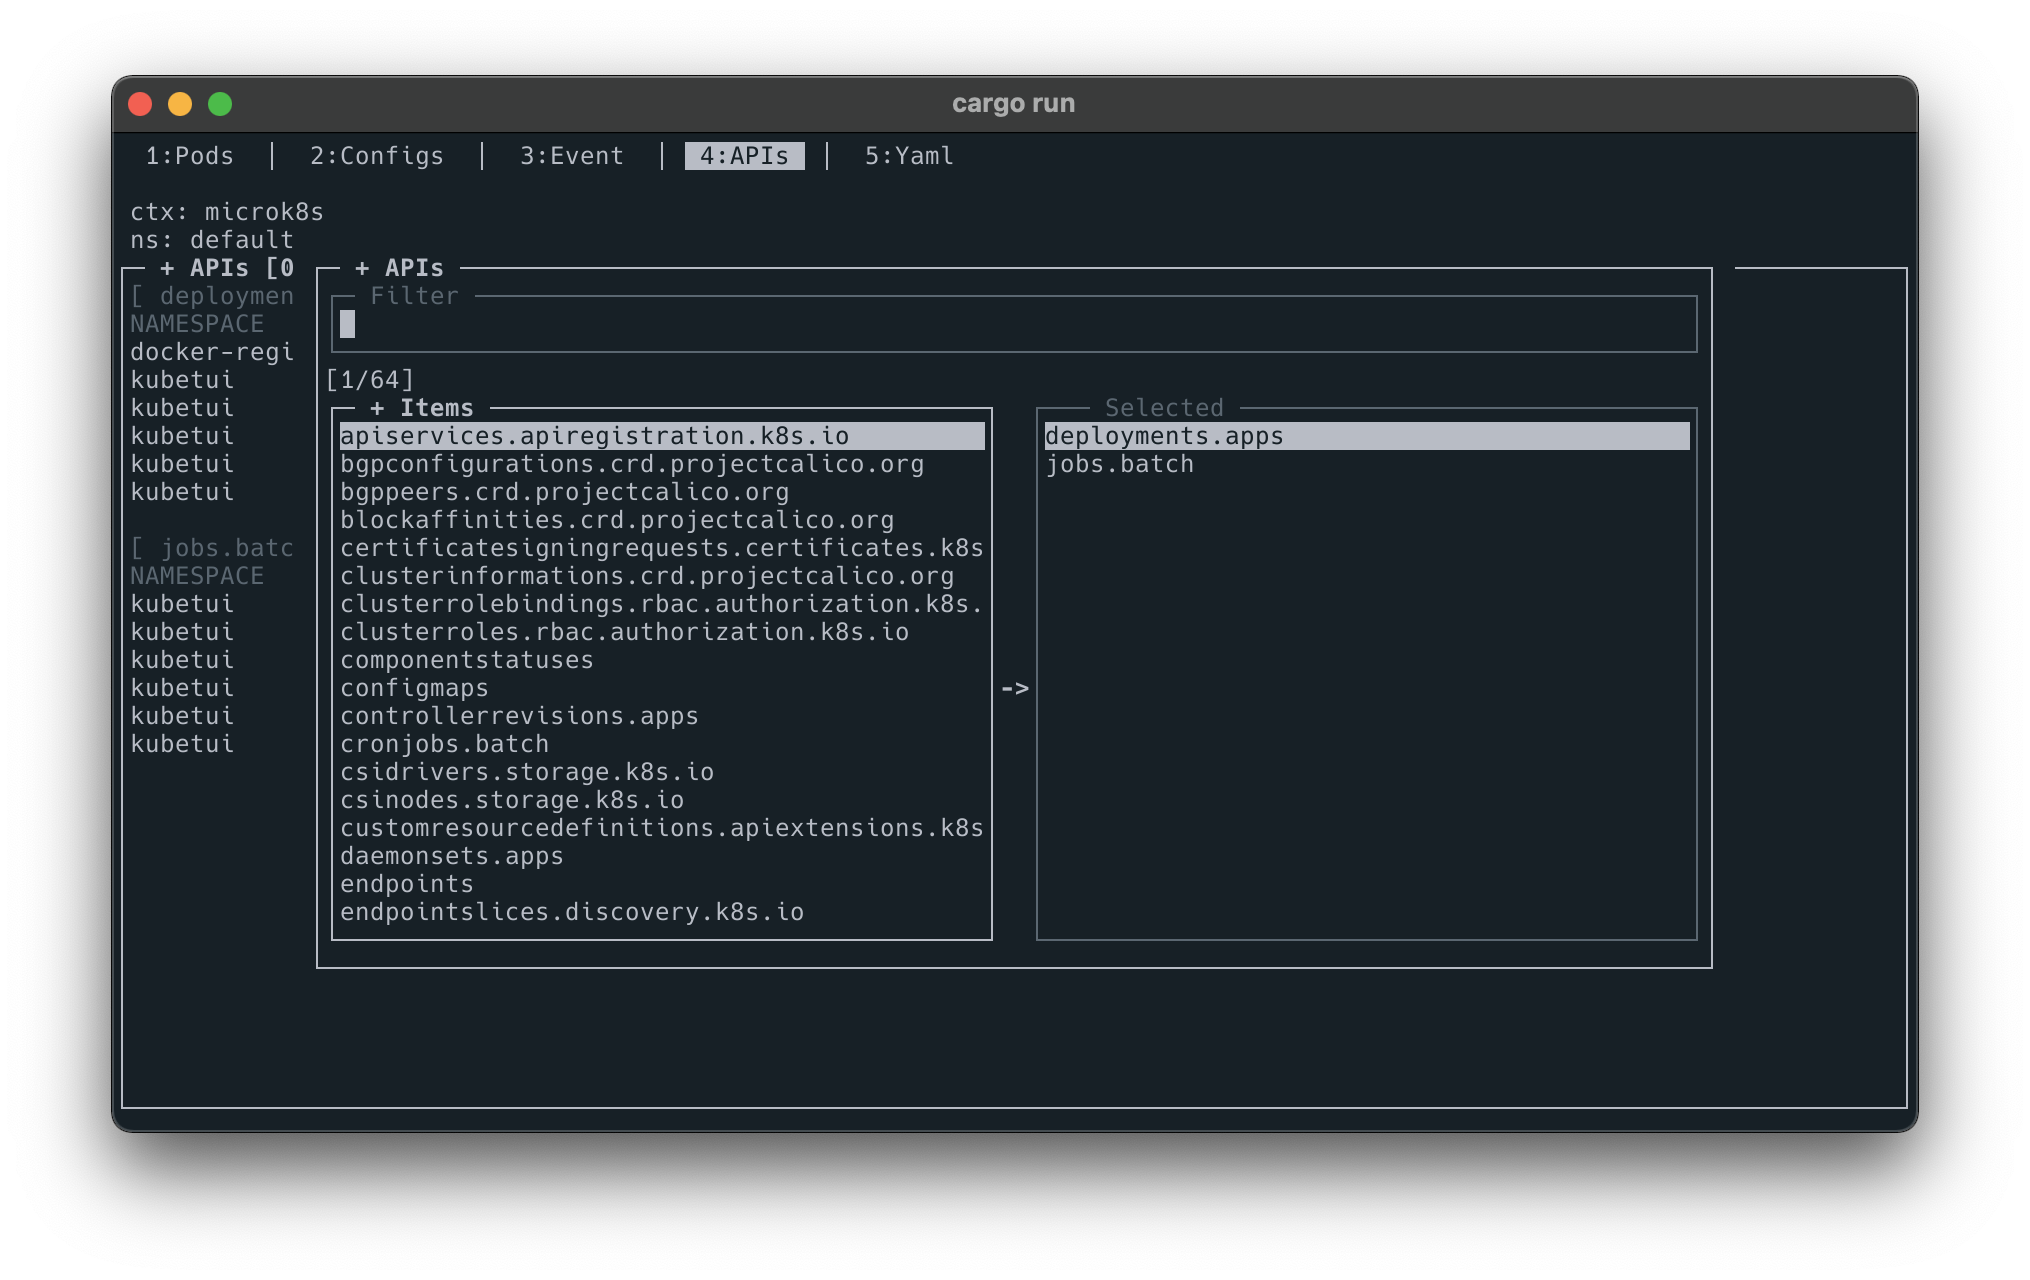 cargo run
1:Pods │ 2:Configs │ 3:Event │ 4:APIs │ 5:Yaml
ctx: microk8s
ns: default
+ APIs [0
[ deploymen
NAMESPACE
docker-regi
kubetui
kubetui
kubetui
kubetui
kubetui
[ jobs.batc
NAMESPACE
kubetui
kubetui
kubetui
kubetui
kubetui
kubetui
+ APIs
Filter
[1/64]
+ Items
apiservices.apiregistration.k8s.io
bgpconfigurations.crd.projectcalico.org
bgppeers.crd.projectcalico.org
blockaffinities.crd.projectcalico.org
certificatesigningrequests.certificates.k8s
clusterinformations.crd.projectcalico.org
clusterrolebindings.rbac.authorization.k8s.
clusterroles.rbac.authorization.k8s.io
componentstatuses
configmaps
controllerrevisions.apps
cronjobs.batch
csidrivers.storage.k8s.io
csinodes.storage.k8s.io
customresourcedefinitions.apiextensions.k8s
daemonsets.apps
endpoints
endpointslices.discovery.k8s.io
->
Selected
deployments.apps
jobs.batch